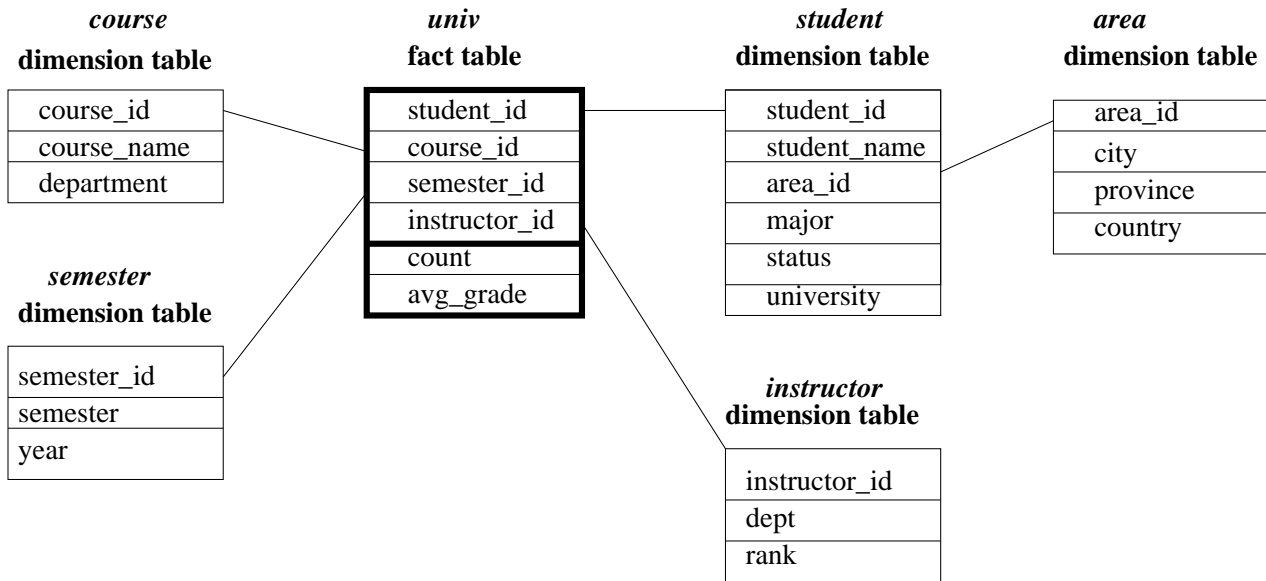 course
dimension table
course_id
course_name
department
univ
fact table
student_id
course_id
semester_id
instructor_id
count
avg_grade
student
dimension table
student_id
student_name
area_id
major
status
university
area
dimension table
area_id
city
province
country
semester
dimension table
semester_id
semester
year
instructor
dimension table
instructor_id
dept
rank